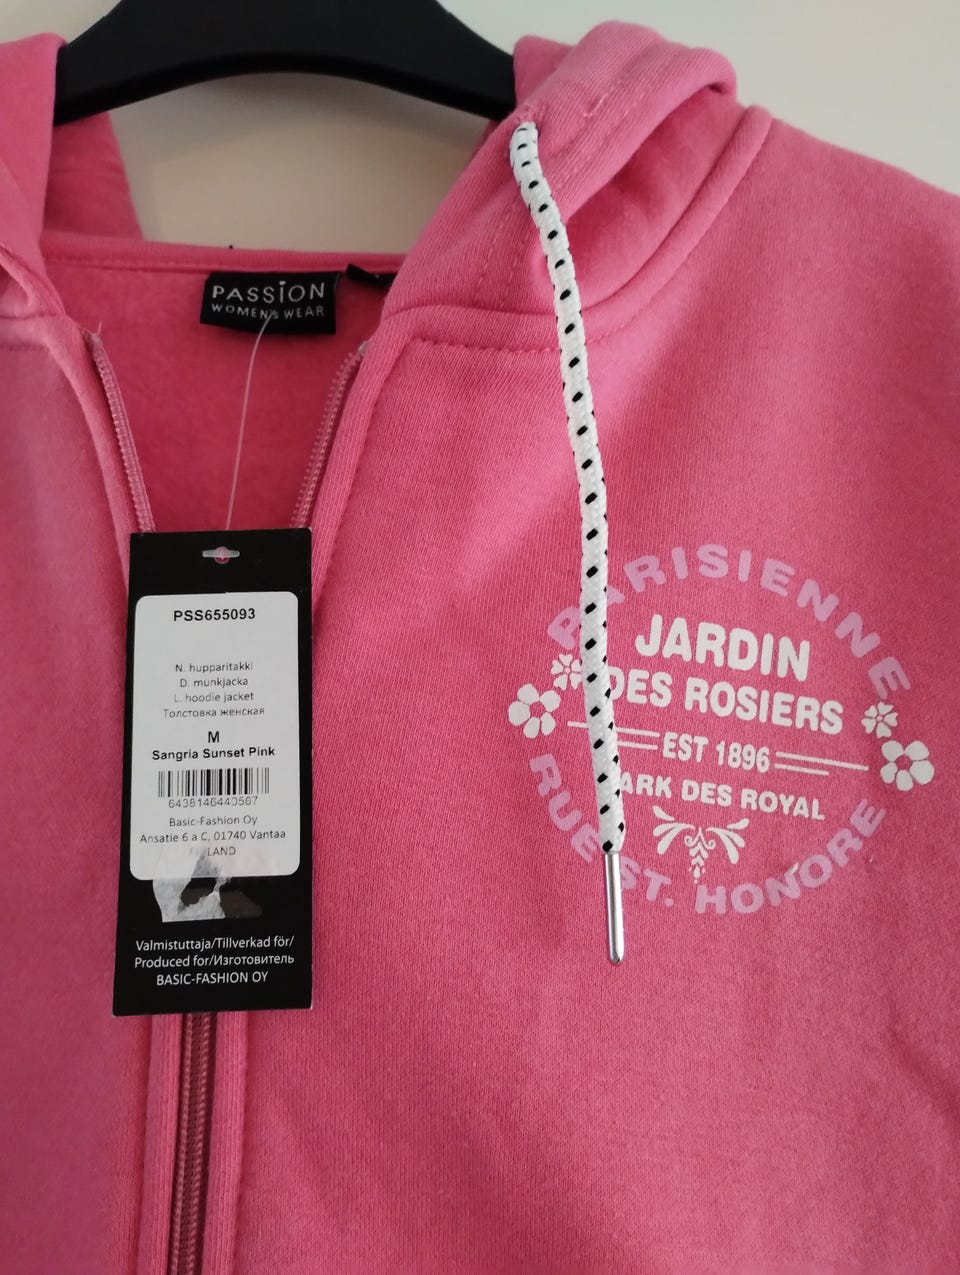 PASSION
WOMEN'S WEAR
PSS655093
N. hupparitakki
D. munkjacka
L. hoodie jacket
Толстовка женская
M
Sangria Sunset Pink
6438146440567
Basic-Fashion Oy
Ansatie 6 a C, 01740 Vantaa
FINLAND
Valmistuttaja/Tillverkad för/
Produced for/Изготовитель
BASIC-FASHION OY
PARISIENNE
JARDIN
DES ROSIERS
EST 1896
ARK DES ROYAL
RUE ST. HONORE